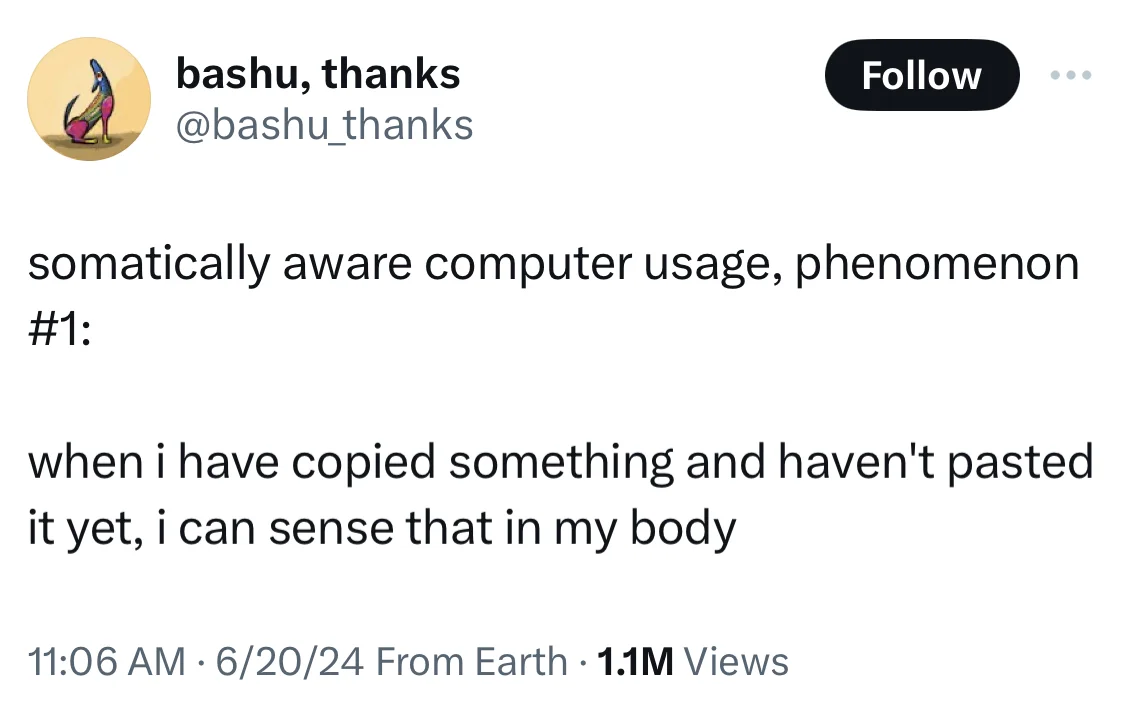 bashu, thanks
Follow
@bashu_thanks
somatically aware computer usage, phenomenon
#1:
when i have copied something and haven't pasted
it yet, i can sense that in my body
11:06 AM · 6/20/24 From Earth · 1.1M Views